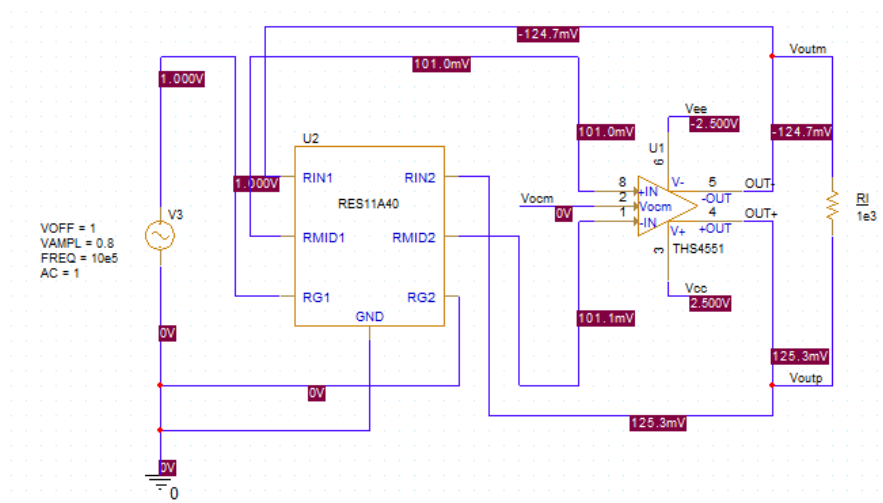 -124.7mV
Voutm
1.000V
101.0mV
Vee
-2.500V
101.0mV
-124.7mV
U2
U1
6
V-
RIN1
RIN2
1.000V
8
+IN
5
OUT-
-OUT
RES11A40
Vocm
2
Vocm
0V
RI
1e3
V3
1
-IN
4
OUT+
+OUT
V+
VOFF = 1
VAMPL = 0.8
FREQ = 10e5
AC = 1
RMID1
RMID2
THS4551
3
RG1
RG2
Vcc
2.500V
GND
101.1mV
0V
125.3mV
Voutp
0V
125.3mV
0V
0